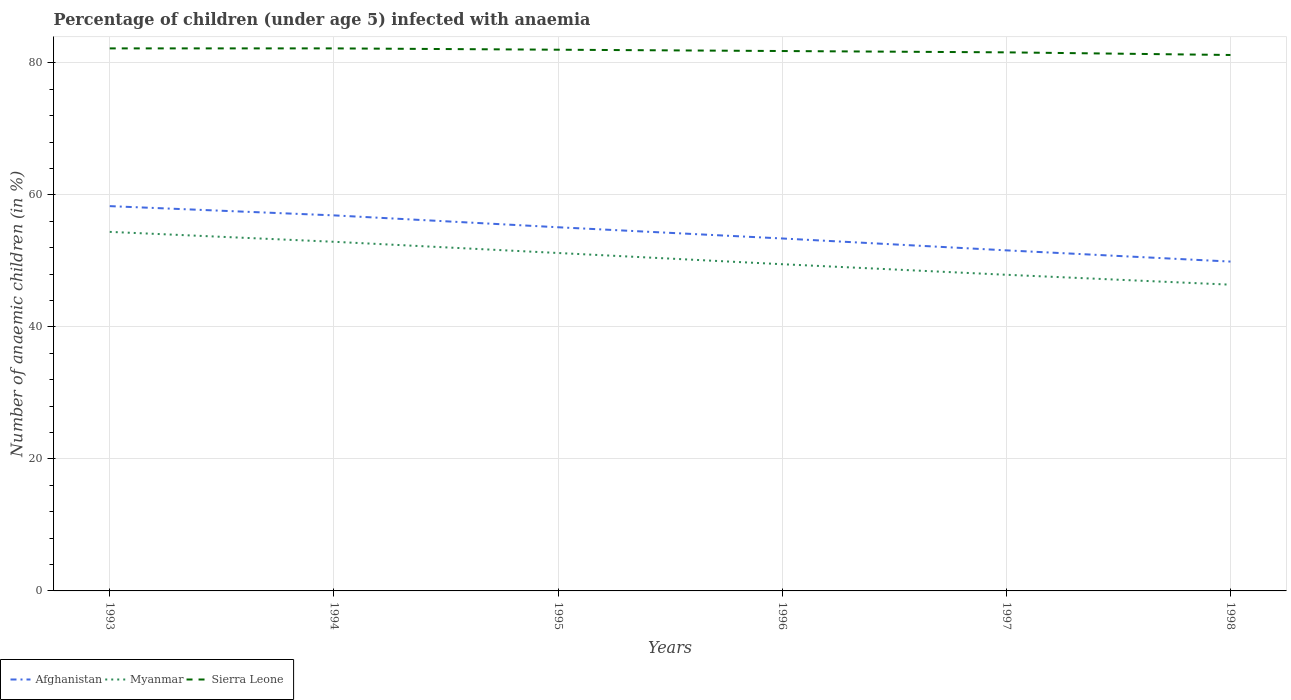 Percentage of children (under age 5) infected with anaemia
Number of anaemic children (in %)
80
60
40
20
0
1993
1994
1995
1996
1997
1998
Years
Afghanistan
Myanmar
Sierra Leone